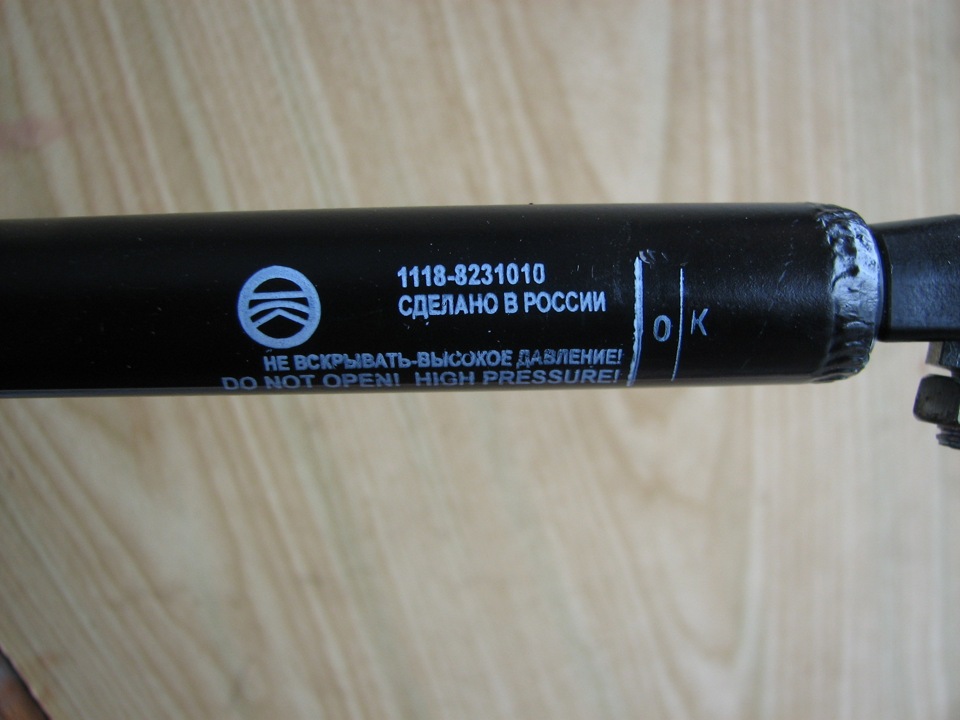 1118-8231010
СДЕЛАНО В РОССИИ
О К
НЕ ВСКРЫВАТЬ-ВЫСОКОЕ ДАВЛЕНИЕ!
DO NOT OPEN! HIGH PRESSURE!